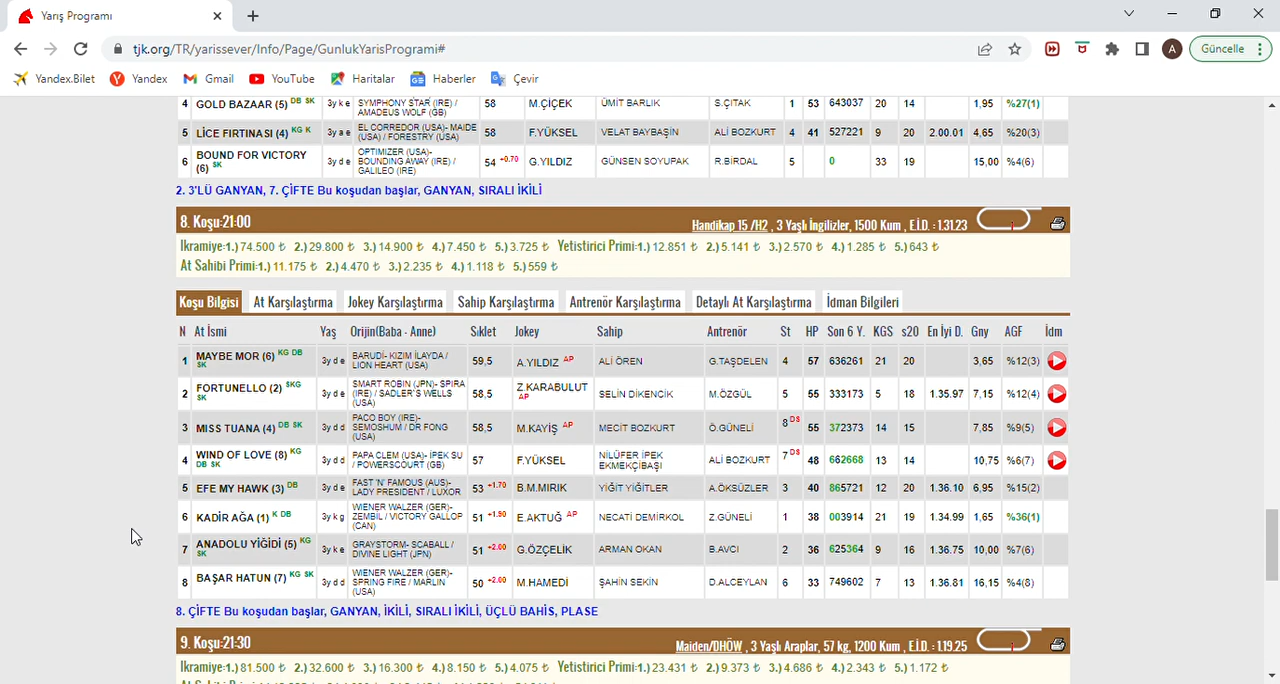 Yarış Programı
tjk.org/TR/yarissever/Info/Page/GunlukYarisProgrami#
A
Güncelle
Yandex.Bilet Yandex Gmail YouTube Haritalar Haberler Çevir
4 GOLD BAZAAR (5) DB SK 3y k e SYMPHONY STAR (IRE) / AMADEUS WOLF (GB) 58 M.ÇİÇEK ÜMİT BARLIK S.ÇITAK 1 53 643037 20 14 1,95 %27(1)
5 LİCE FIRTINASI (4) KG K 3y a e EL CORREDOR (USA)- MAIDE (USA) / FORESTRY (USA) 58 F.YÜKSEL VELAT BAYBAŞİN ALİ BOZKURT 4 41 527221 9 20 2.00.01 4,65 %20(3)
6 BOUND FOR VICTORY (6) SK 3y d e OPTIMIZER (USA)- BOUNDING AWAY (IRE) / GALILEO (IRE) 54 +0.70 G.YILDIZ GÜNSEN SOYUPAK R.BİRDAL 5 0 33 19 15,00 %4(6)
2. 3'LÜ GANYAN, 7. ÇİFTE Bu koşudan başlar, GANYAN, SIRALI İKİLİ
8. Koşu:21:00 Handikap 15 /H2 , 3 Yaşlı İngilizler, 1500 Kum , E.İ.D. : 1.31.23
İkramiye:1.) 74.500 ₺ 2.) 29.800 ₺ 3.) 14.900 ₺ 4.) 7.450 ₺ 5.) 3.725 ₺ Yetistirici Primi:1.) 12.851 ₺ 2.) 5.141 ₺ 3.) 2.570 ₺ 4.) 1.285 ₺ 5.) 643 ₺
At Sahibi Primi:1.) 11.175 ₺ 2.) 4.470 ₺ 3.) 2.235 ₺ 4.) 1.118 ₺ 5.) 559 ₺
Koşu Bilgisi At Karşılaştırma Jokey Karşılaştırma Sahip Karşılaştırma Antrenör Karşılaştırma Detaylı At Karşılaştırma İdman Bilgileri
N At İsmi Yaş Orijin(Baba - Anne) Sıklet Jokey Sahip Antrenör St HP Son 6 Y. KGS s20 En İyi D. Gny AGF İdm
1 MAYBE MOR (6) KG DB SK 3y d e BARUDİ- KIZIM İLAYDA / LION HEART (USA) 59,5 A.YILDIZ AP ALİ ÖREN G.TAŞDELEN 4 57 636261 21 20 3,65 %12(3)
2 FORTUNELLO (2) SKG SK 3y d e SMART ROBIN (JPN)- SPIRA (IRE) / SADLER'S WELLS (USA) 58,5 Z.KARABULUT AP SELİN DİKENCİK M.ÖZGÜL 5 55 333173 5 18 1.35.97 7,15 %12(4)
3 MISS TUANA (4) DB SK 3y d d PACO BOY (IRE)- SEMOSHUM / DR FONG (USA) 58,5 M.KAYİŞ AP MECİT BOZKURT Ö.GÜNELİ 8 DS 55 372373 14 15 7,85 %9(5)
4 WIND OF LOVE (8) KG DB SK 3y d d PAPA CLEM (USA)- İPEK SU / POWERSCOURT (GB) 57 F.YÜKSEL NİLÜFER İPEK EKMEKÇİBAŞI ALİ BOZKURT 7 DS 48 662668 13 14 10,75 %6(7)
5 EFE MY HAWK (3) DB 3y d e FAST 'N' FAMOUS (AUS)- LADY PRESIDENT / LUXOR 53 +1.70 B.M.MIRIK YİĞİT YİĞİTLER A.ÖKSÜZLER 3 40 865721 12 20 1.36.10 6,95 %15(2)
6 KADİR AĞA (1) K DB 3y k g WIENER WALZER (GER)- ZEMBİL / VICTORY GALLOP (CAN) 51 +1.50 E.AKTUĞ AP NECATİ DEMİRKOL Z.GÜNELİ 1 38 003914 21 19 1.34.99 1,65 %36(1)
7 ANADOLU YİĞİDİ (5) KG SK 3y k e GRAYSTORM- SCABALL / DIVINE LIGHT (JPN) 51 +2.00 G.ÖZÇELİK ARMAN OKAN B.AVCI 2 36 625364 9 16 1.36.75 10,00 %7(6)
8 BAŞAR HATUN (7) KG SK 3y d d WIENER WALZER (GER)- SPRING FIRE / MARLIN (USA) 50 +2.00 M.HAMEDİ ŞAHİN SEKİN D.ALCEYLAN 6 33 749602 7 13 1.36.81 16,15 %4(8)
8. ÇİFTE Bu koşudan başlar, GANYAN, İKİLİ, SIRALI İKİLİ, ÜÇLÜ BAHİS, PLASE
9. Koşu:21:30 Maiden/DHÖW , 3 Yaşlı Araplar, 57 kg, 1200 Kum , E.İ.D. : 1.19.25
İkramiye:1.) 81.500 ₺ 2.) 32.600 ₺ 3.) 16.300 ₺ 4.) 8.150 ₺ 5.) 4.075 ₺ Yetistirici Primi:1.) 23.431 ₺ 2.) 9.373 ₺ 3.) 4.686 ₺ 4.) 2.343 ₺ 5.) 1.172 ₺